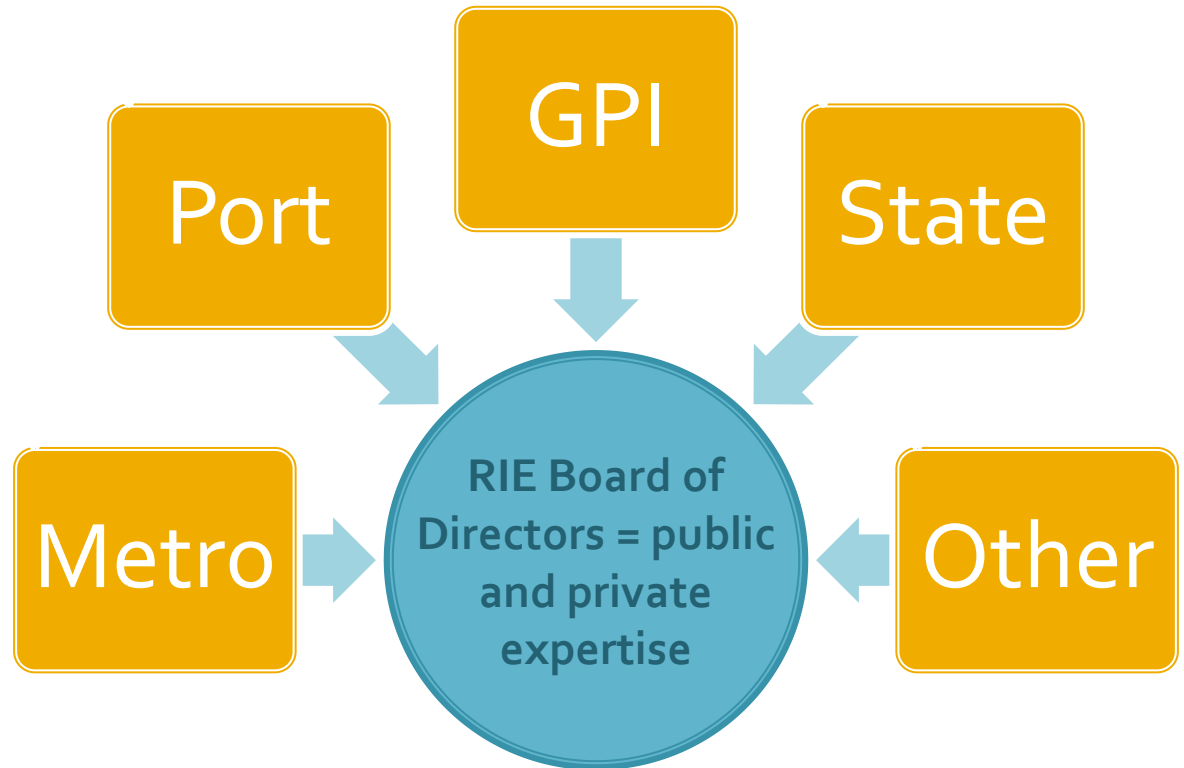 GPI
Port
State
Metro
Other
RIE Board of
Directors = public
and private
expertise